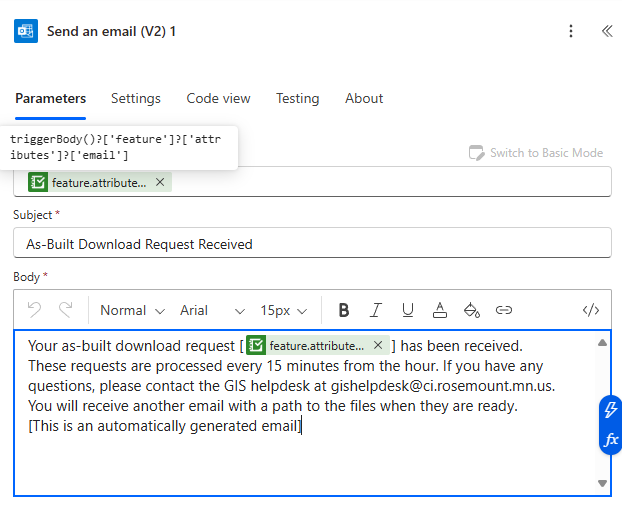 Send an email (V2) 1
Parameters Settings Code view Testing About
triggerBody()?['feature']?['attr
ibutes']?['email']
Switch to Basic Mode
feature.attribute... ×
Subject *
As-Built Download Request Received
Body *
Normal Arial 15px B I U A </>
Your as-built download request [ feature.attribute... × ] has been received.
These requests are processed every 15 minutes from the hour. If you have any
questions, please contact the GIS helpdesk at gishelpdesk@ci.rosemount.mn.us.
You will receive another email with a path to the files when they are ready.
[This is an automatically generated email]
fx